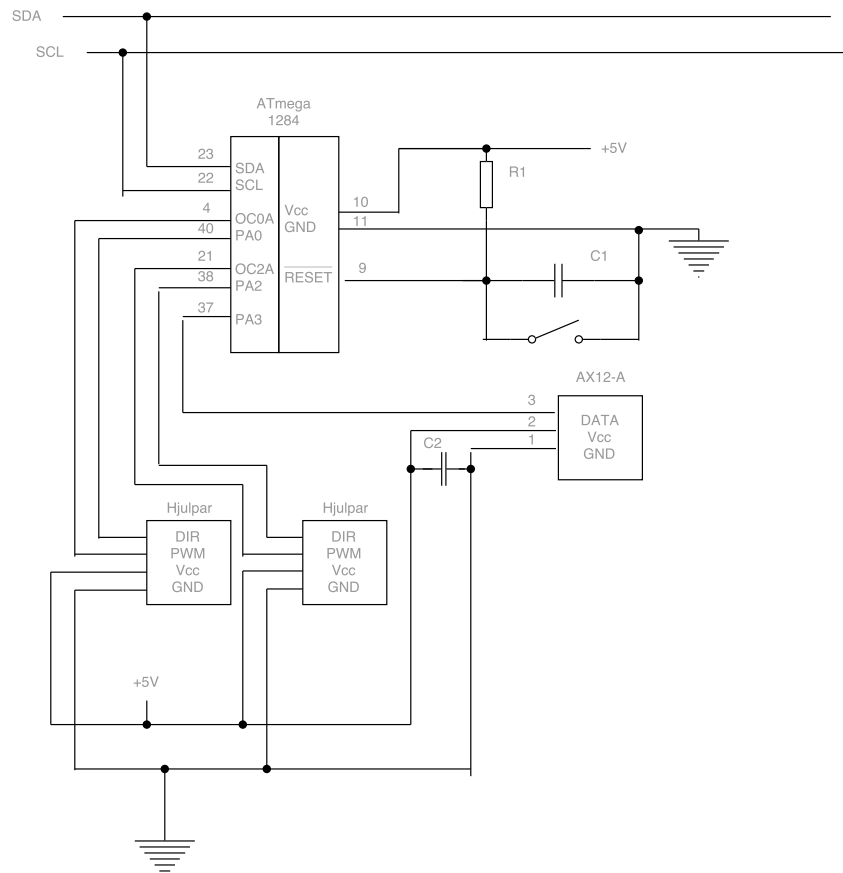 SDA
SCL
ATmega
1284
23
SDA
22
SCL
4
OC0A
40
PA0
21
OC2A
38
PA2
37
PA3
Vcc
10
GND
11
RESET
9
+5V
R1
C1
AX12-A
3
DATA
2
Vcc
1
GND
C2
Hjulpar
DIR
PWM
Vcc
GND
Hjulpar
DIR
PWM
Vcc
GND
+5V